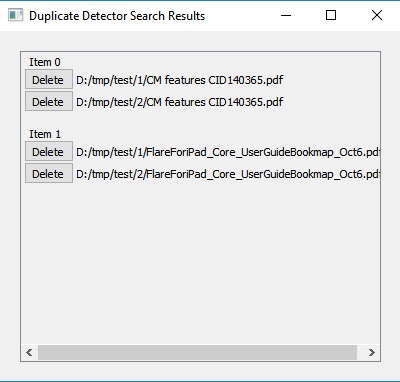 Duplicate Detector Search Results
Item 0
Delete D:/tmp/test/1/CM features CID140365.pdf
Delete D:/tmp/test/2/CM features CID140365.pdf
Item 1
Delete D:/tmp/test/1/FlareForiPad_Core_UserGuideBookmap_Oct6.pdf
Delete D:/tmp/test/2/FlareForiPad_Core_UserGuideBookmap_Oct6.pdf